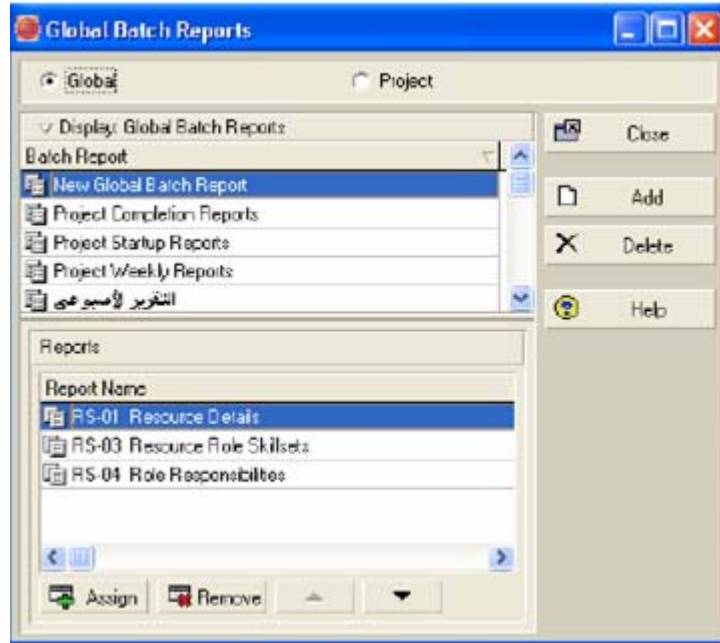 Global Batch Reports
Global
Project
Display: Global Batch Reports
Batch Report
New Global Batch Report
Project Completion Reports
Project Startup Reports
Project Weekly Reports
التقرير لأسبوعى
Close
Add
Delete
Help
Reports
Report Name
RS-01 Resource Details
RS-03 Resource Role Skillsets
RS-04 Role Responsibilities
Assign
Remove